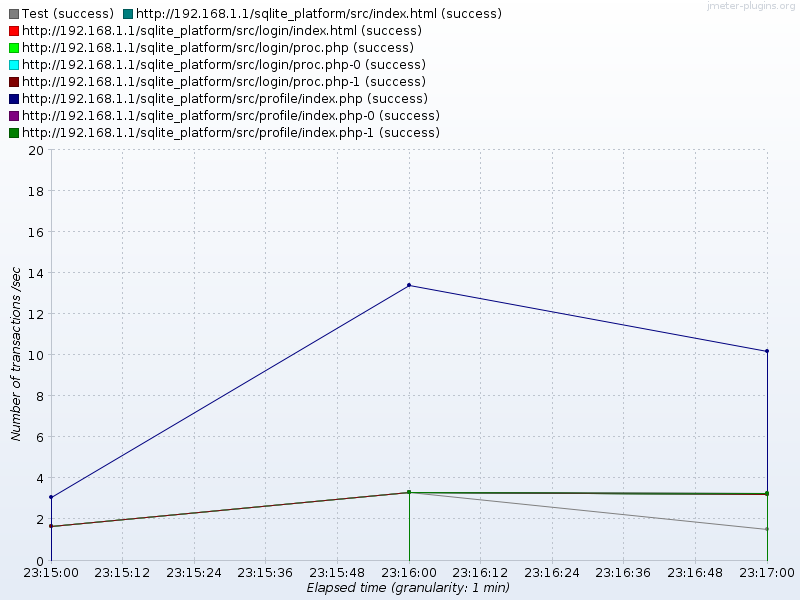 jmeter-plugins.org
Test (success) http://192.168.1.1/sqlite_platform/src/index.html (success)
http://192.168.1.1/sqlite_platform/src/login/index.html (success)
http://192.168.1.1/sqlite_platform/src/login/proc.php (success)
http://192.168.1.1/sqlite_platform/src/login/proc.php-0 (success)
http://192.168.1.1/sqlite_platform/src/login/proc.php-1 (success)
http://192.168.1.1/sqlite_platform/src/profile/index.php (success)
http://192.168.1.1/sqlite_platform/src/profile/index.php-0 (success)
http://192.168.1.1/sqlite_platform/src/profile/index.php-1 (success)
20
18
16
14
12
10
8
6
4
2
0
Number of transactions /sec
23:15:00 23:15:12 23:15:24 23:15:36 23:15:48 23:16:00 23:16:12 23:16:24 23:16:36 23:16:48 23:17:00
Elapsed time (granularity: 1 min)